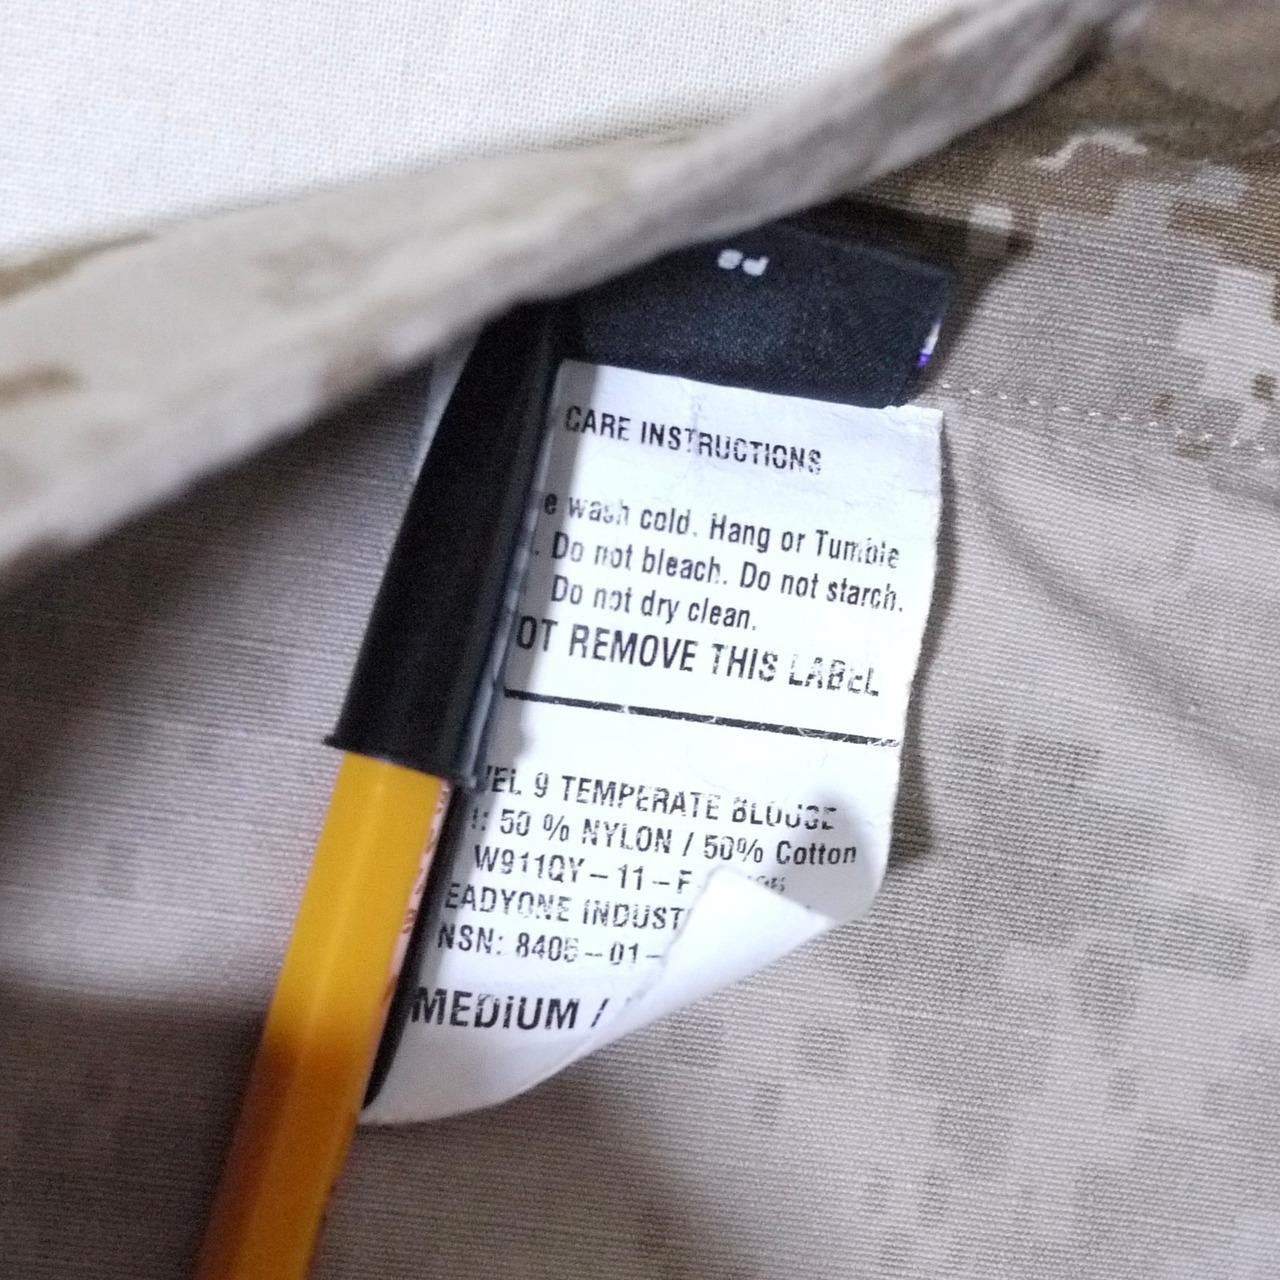 CARE INSTRUCTIONS
e wash cold. Hang or Tumble
. Do not bleach. Do not starch.
Do not dry clean.
OT REMOVE THIS LABEL
VEL 9 TEMPERATE BLOUSE
: 50 % NYLON / 50% Cotton
W911QY-11-F-
EADYONE INDUST
NSN: 8405-01-
MEDIUM /